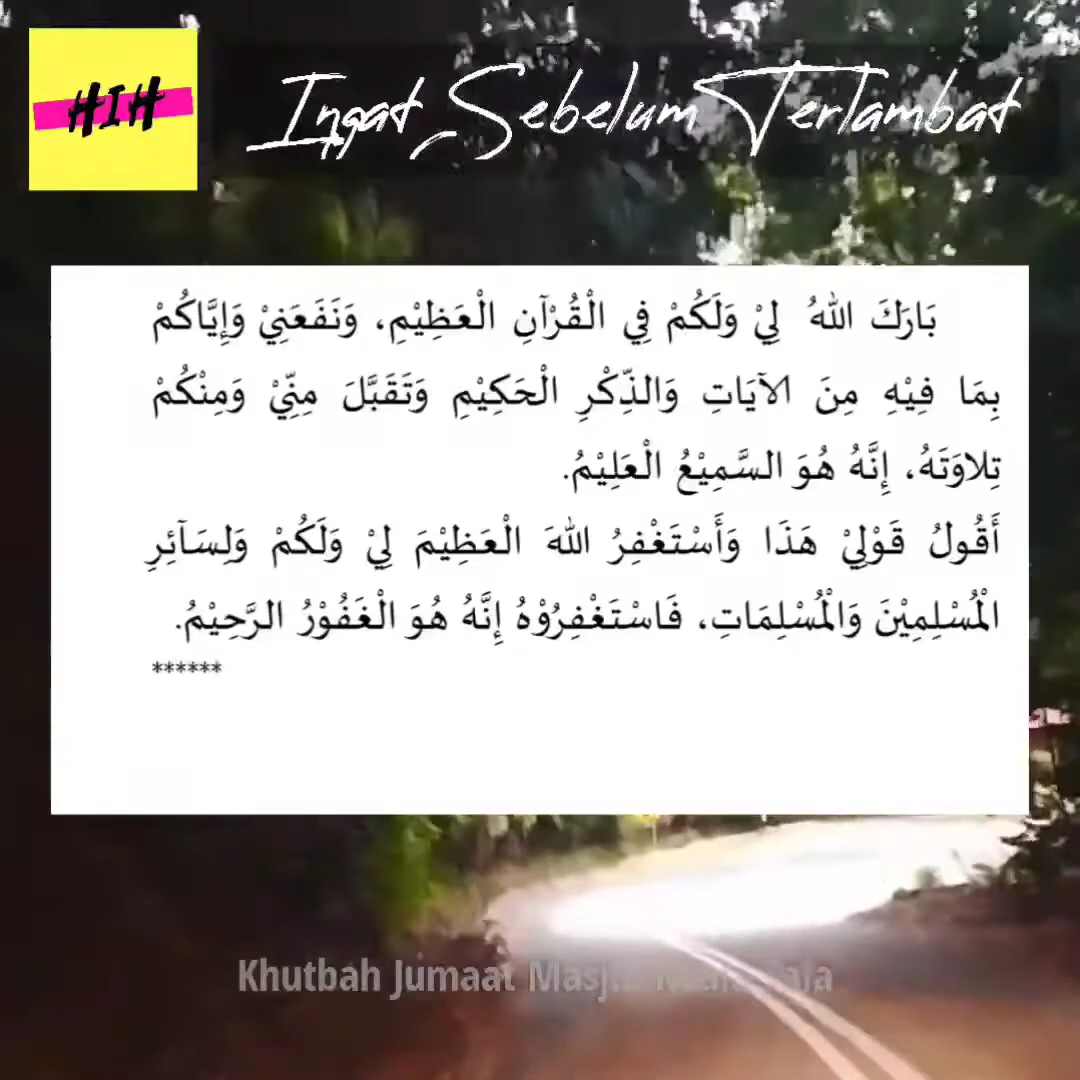 HIH
Ingat Sebelum Terlambat
بَارَكَ اللهُ لِيْ وَلَكُمْ فِي الْقُرْآنِ الْعَظِيْمِ، وَنَفَعَنِيْ وَإِيَّاكُمْ
بِمَا فِيْهِ مِنَ الآيَاتِ وَالذِّكْرِ الْحَكِيْمِ وَتَقَبَّلَ مِنِّيْ وَمِنْكُمْ
تِلاوَتَهُ، إِنَّهُ هُوَ السَّمِيْعُ الْعَلِيْمُ.
أَقُولُ قَوْلِيْ هَذَا وَأَسْتَغْفِرُ اللهَ الْعَظِيْمَ لِيْ وَلَكُمْ وَلِسَآئِرِ
الْمُسْلِمِيْنَ وَالْمُسْلِمَاتِ، فَاسْتَغْفِرُوْهُ إِنَّهُ هُوَ الْغَفُوْرُ الرَّحِيْمُ.
******
Khutbah Jumaat